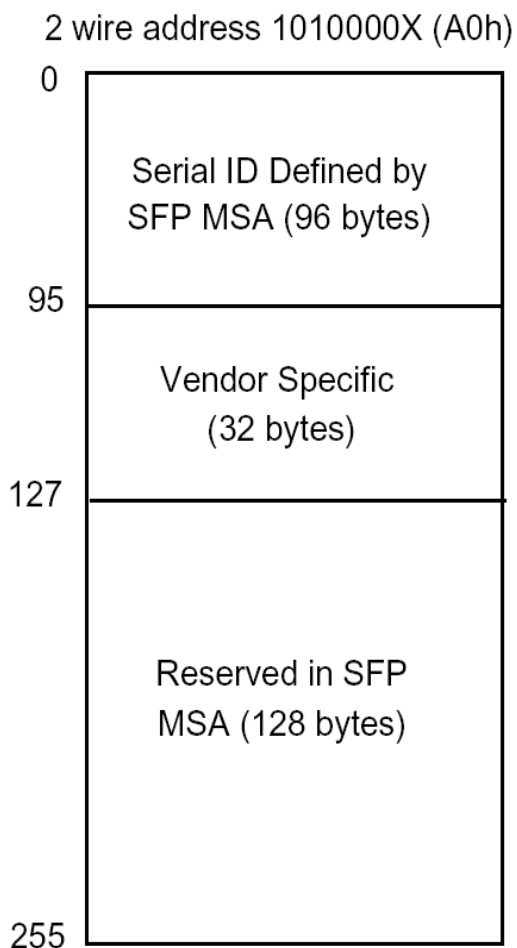 2 wire address 1010000X (A0h)
0
Serial ID Defined by
SFP MSA (96 bytes)
95
Vendor Specific
(32 bytes)
127
Reserved in SFP
MSA (128 bytes)
255